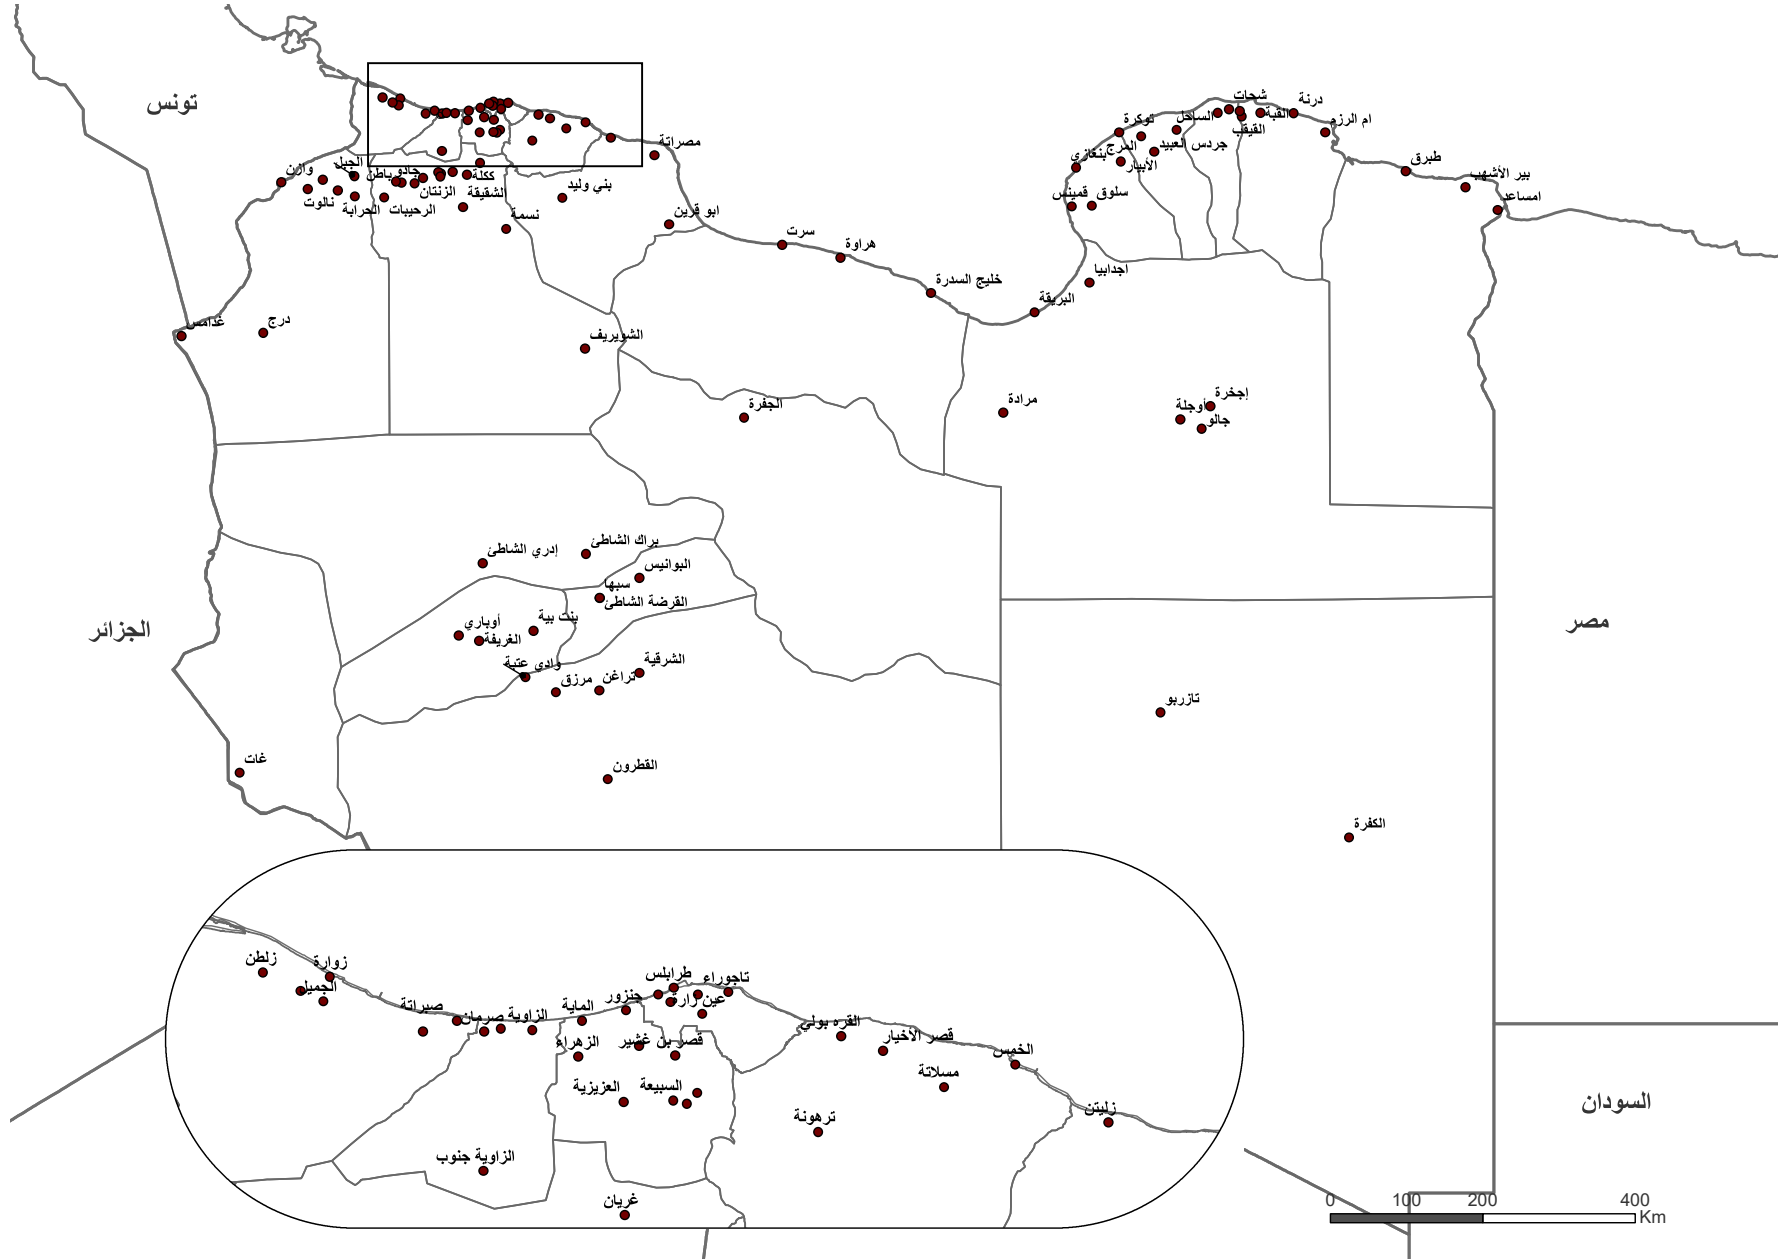 تونس
الجزائر
مصر
السودان
شحات
درنة
القبة
ام الرزم
الساحل
القيقب
توكرة
جردس العبيد
المرج
الأبيار
بنغازي
طبرق
بير الأشهب
امساعد
سلوق
قمينس
اجدابيا
البريقة
خليج السدرة
هراوة
سرت
ابو قرين
مصراتة
بني وليد
نسمة
ككلة
الشقيقة
الزنتان
الرحيبات
جادو
باطن
الجبل
الحرابة
نالوت
وازن
غدامس
درج
الشويريف
الجفرة
مرادة
إجخرة
أوجلة
جالو
براك الشاطئ
إدري الشاطئ
البوانيس
سبها
القرضة الشاطئ
بنت بية
أوباري
الغريفة
وادي عتبة
الشرقية
تراغن
مرزق
القطرون
غات
تازربو
الكفرة
زلطن
زوارة
الجميل
صبراتة
صرمان
الزاوية
الماية
جنزور
طرابلس
تاجوراء
عين زارة
الزهراء
قصر بن غشير
القره بولي
قصر الأخيار
الخمس
مسلاتة
زليتن
العزيزية
السبيعة
ترهونة
الزاوية جنوب
غريان
0 100 200 400
Km